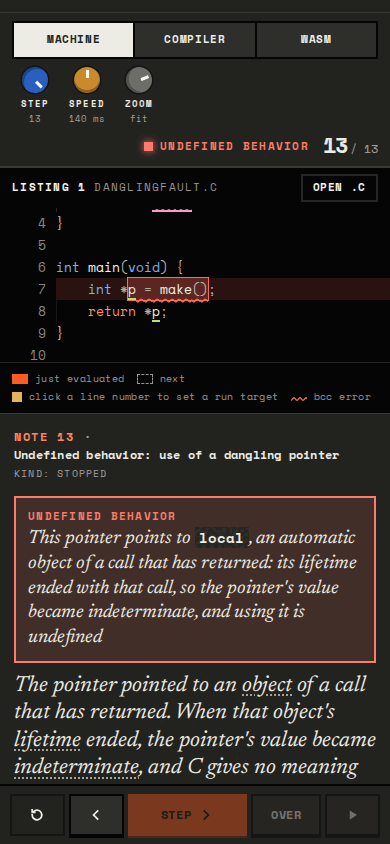 MACHINE COMPILER WASM
STEP SPEED ZOOM
13 140 ms fit
UNDEFINED BEHAVIOR 13 / 13
LISTING 1 DANGLINGFAULT.C OPEN .C
4 }
5
6 int main(void) {
7 int *p = make();
8 return *p;
9 }
10
just evaluated next
click a line number to set a run target bcc error
NOTE 13 ·
Undefined behavior: use of a dangling pointer
KIND: STOPPED
UNDEFINED BEHAVIOR
This pointer points to local, an automatic
object of a call that has returned: its lifetime
ended with that call, so the pointer's value
became indeterminate, and using it is
undefined
The pointer pointed to an object of a call
that has returned. When that object's
lifetime ended, the pointer's value became
indeterminate, and C gives no meaning
STEP OVER